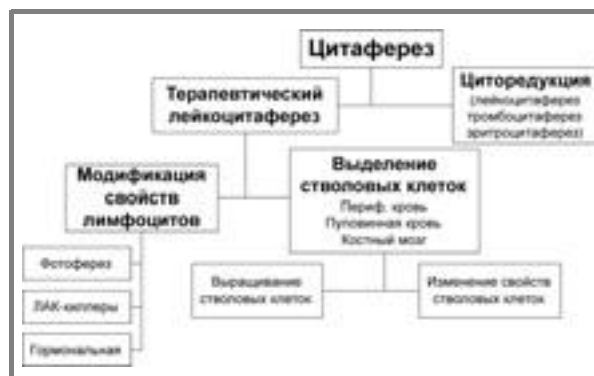 Цитаферез
Терапевтический
лейкоцитаферез
Циторедукция
(лейкоцитаферез
тромбоцитаферез
эритроцитаферез)
Модификация
свойств
лимфоцитов
Выделение
стволовых клеток
Периф. кровь
Пуповинная кровь
Костный мозг
Фотоферез
ЛАК-киллеры
Гормональная
Выращивание
стволовых клеток
Изменение свойств
стволовых клеток